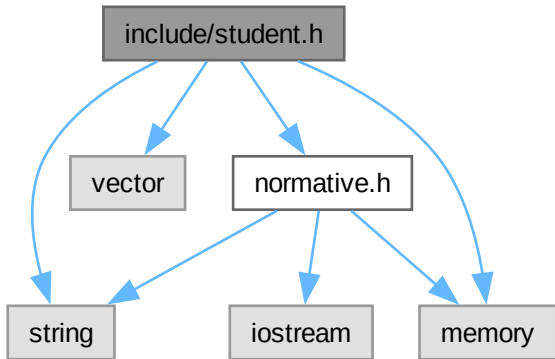 include/student.h
vector
normative.h
string
iostream
memory